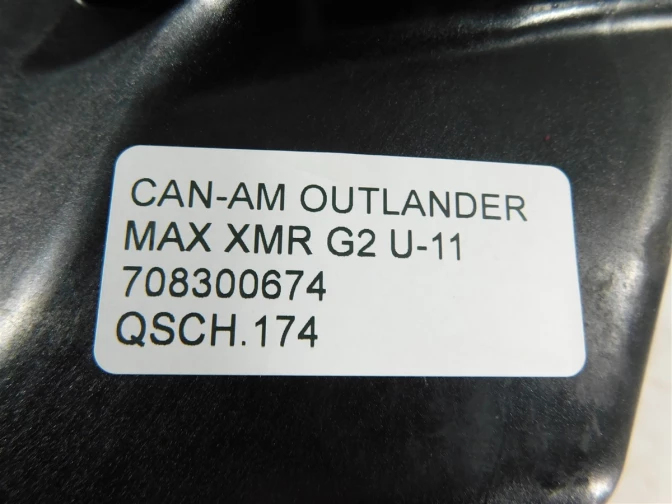 CAN-AM OUTLANDER
MAX XMR G2 U-11
708300674
QSCH.174